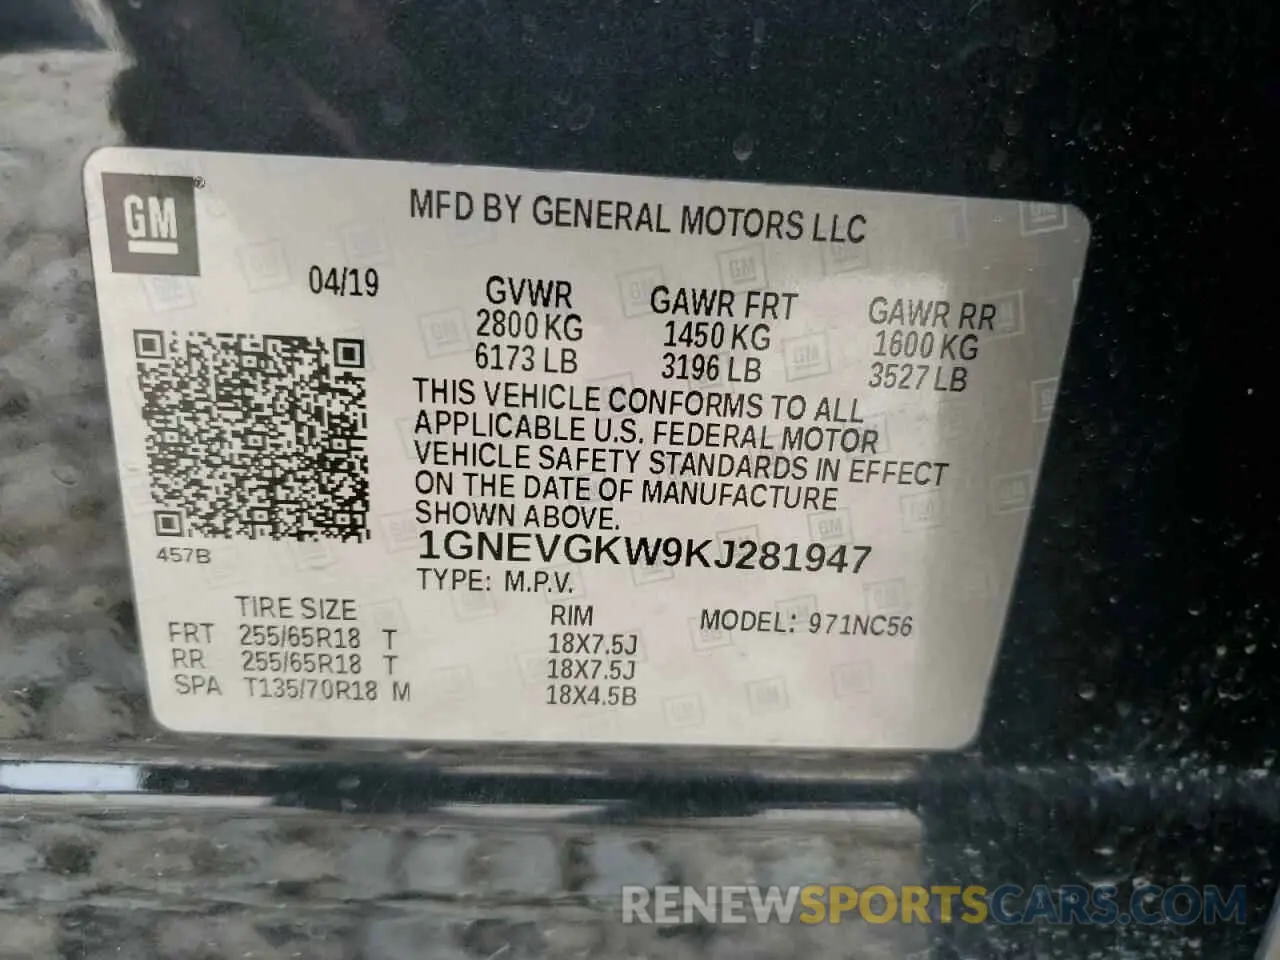 GM ®
MFD BY GENERAL MOTORS LLC
04/19 GVWR GAWR FRT GAWR RR
2800 KG 1450 KG 1600 KG
6173 LB 3196 LB 3527 LB
THIS VEHICLE CONFORMS TO ALL
APPLICABLE U.S. FEDERAL MOTOR
VEHICLE SAFETY STANDARDS IN EFFECT
ON THE DATE OF MANUFACTURE
SHOWN ABOVE.
457B
1GNEVGKW9KJ281947
TYPE: M.P.V.
TIRE SIZE RIM MODEL: 971NC56
FRT 255/65R18 T 18X7.5J
RR 255/65R18 T 18X7.5J
SPA T135/70R18 M 18X4.5B
RENEWSPORTSCARS.COM